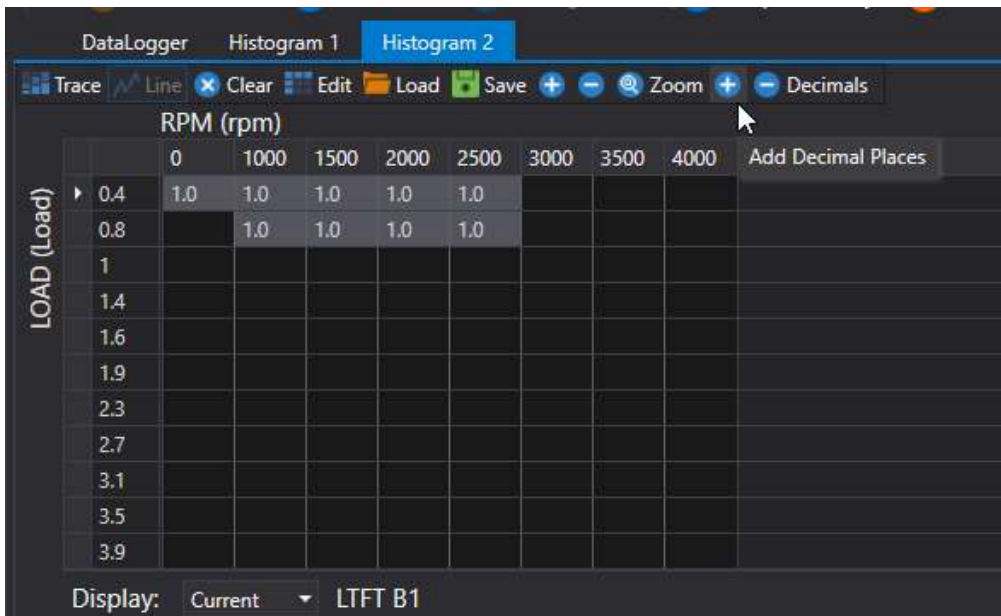 DataLogger Histogram 1 Histogram 2
Trace Line Clear Edit Load Save Zoom Decimals
RPM (rpm)
0 1000 1500 2000 2500 3000 3500 4000 Add Decimal Places
LOAD (Load)
0.4 1.0 1.0 1.0 1.0 1.0
0.8 1.0 1.0 1.0 1.0
1
1.4
1.6
1.9
2.3
2.7
3.1
3.5
3.9
Display: Current LTFT B1